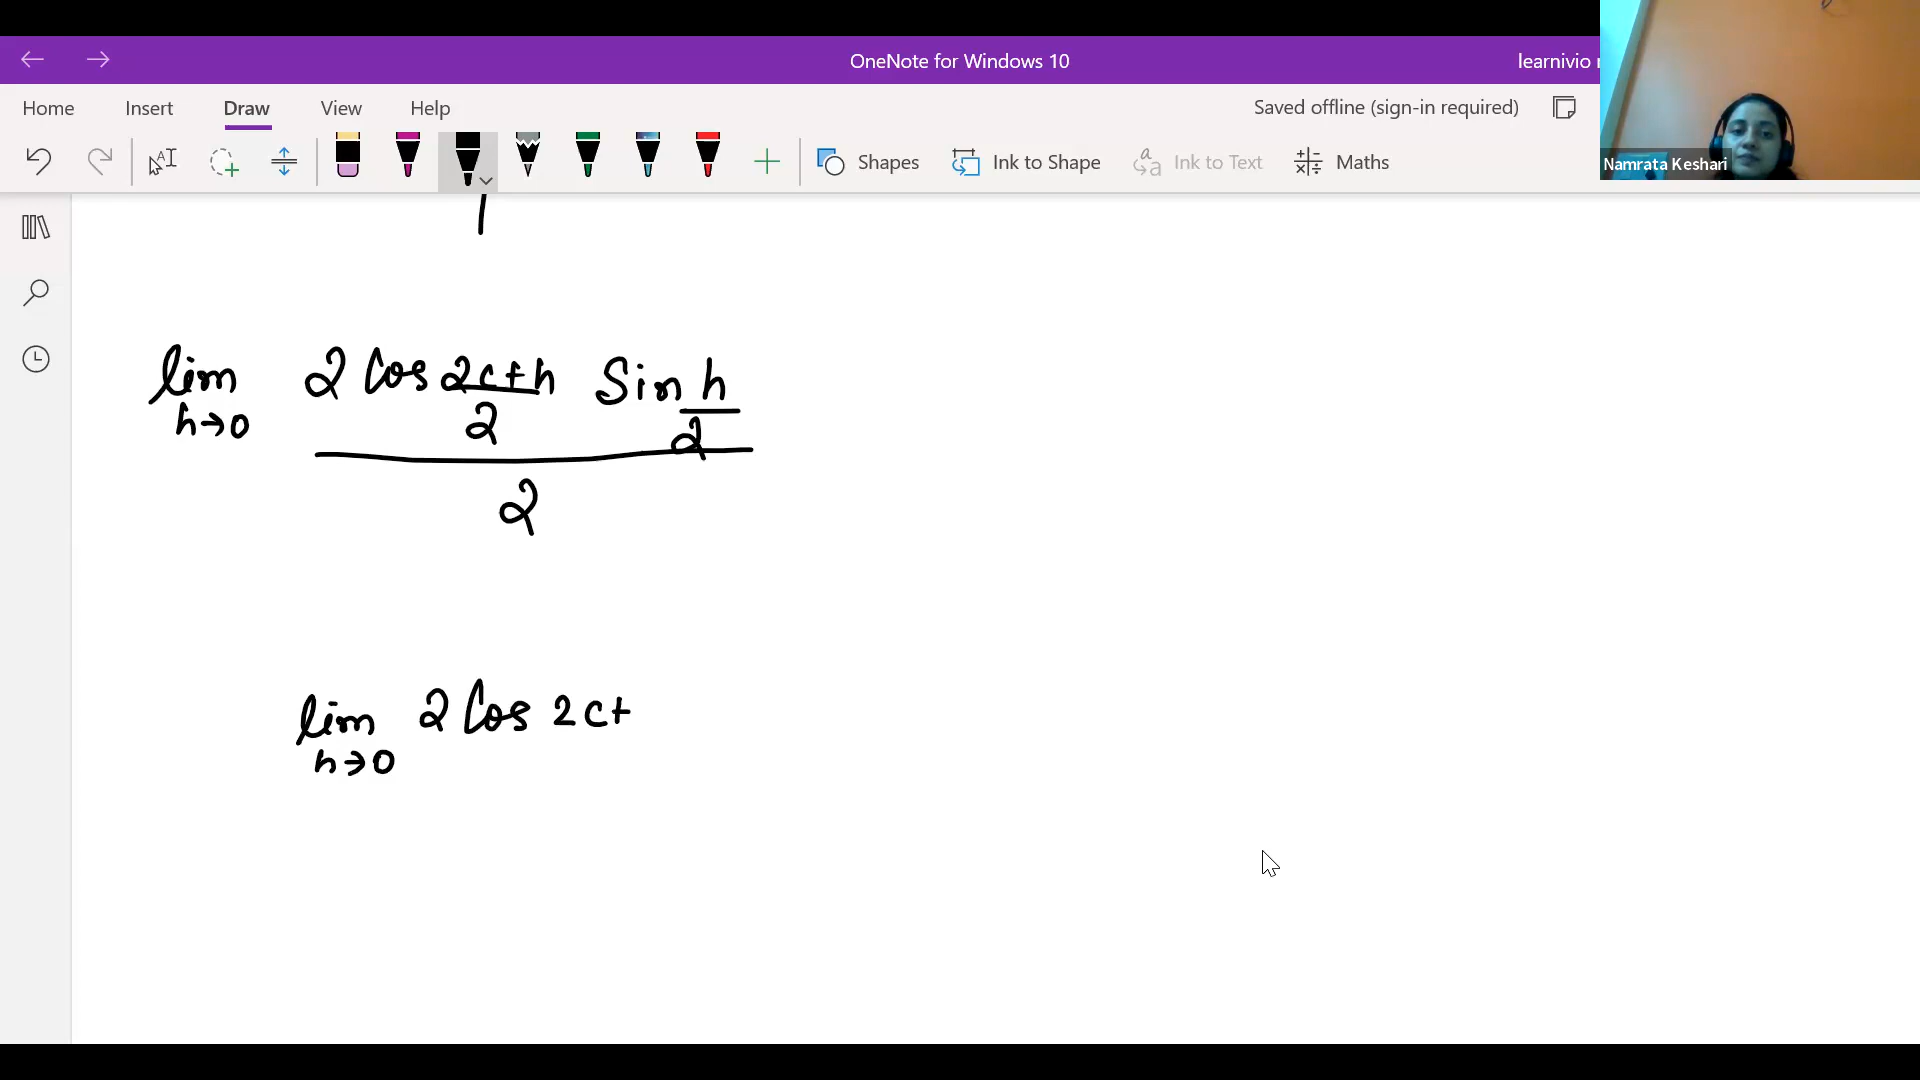 OneNote for Windows 10
learnivio
Home Insert Draw View Help
Saved offline (sign-in required)
Shapes Ink to Shape Ink to Text Maths
Namrata Keshari
lim 2 Cos 2c+h Sin h
h→0 2 2
2
lim 2 Cos 2c+
h→0